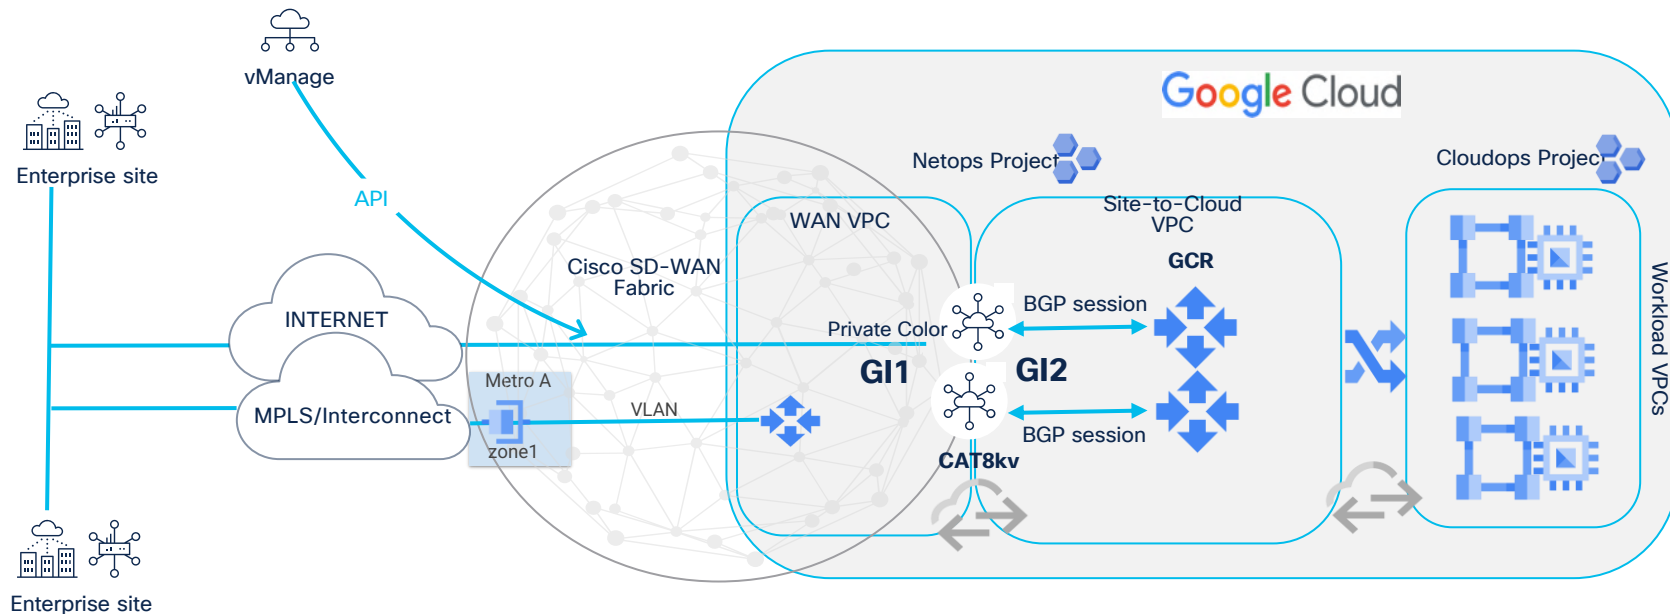 vManage
Google Cloud
Enterprise site
Netops Project
Cloudops Project
API
WAN VPC
Site-to-Cloud
VPC
GCR
Cisco SD-WAN
Fabric
Workload VPCs
INTERNET
Private Color
BGP session
GI1
GI2
Metro A
MPLS/Interconnect
VLAN
zone1
BGP session
CAT8kv
Enterprise site